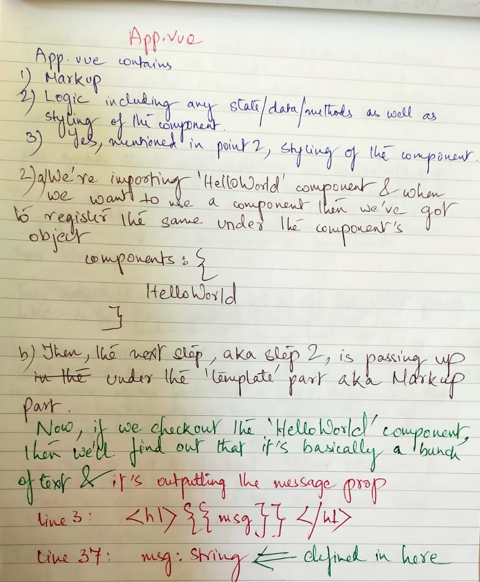 App.vue
App.vue contains
1) Markup
2) Logic including any state/data/methods as well as
styling of the component.
3) Yes, mentioned in point 2, styling of the component.
2)a)We're importing 'HelloWorld' component & when
we want to use a component then we've got
to register the same under the component's
object
components: {
HelloWorld
}
b) Then, the next step, aka step 2, is passing up
in the under the 'template' part aka Markup
part.
Now, if we checkout the 'HelloWorld' component,
then we'll find out that it's basically a bunch
of text & it's outputting the message prop
Line 3: <h1> {{ msg }} </h1>
Line 37: msg: String ⇐ defined in here